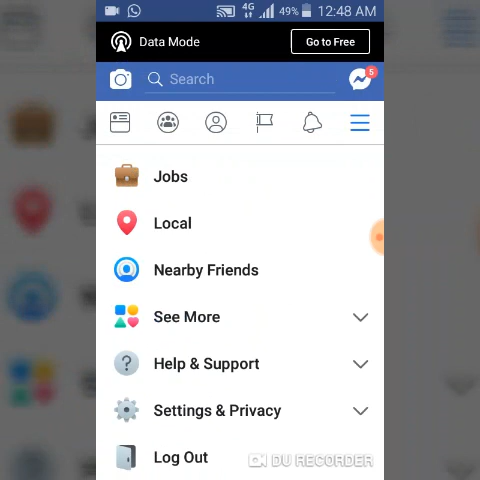 4G 49% 12:48 AM
Data Mode Go to Free
Search 5
Jobs
Local
Nearby Friends
See More
Help & Support
Settings & Privacy
Log Out
DU RECORDER